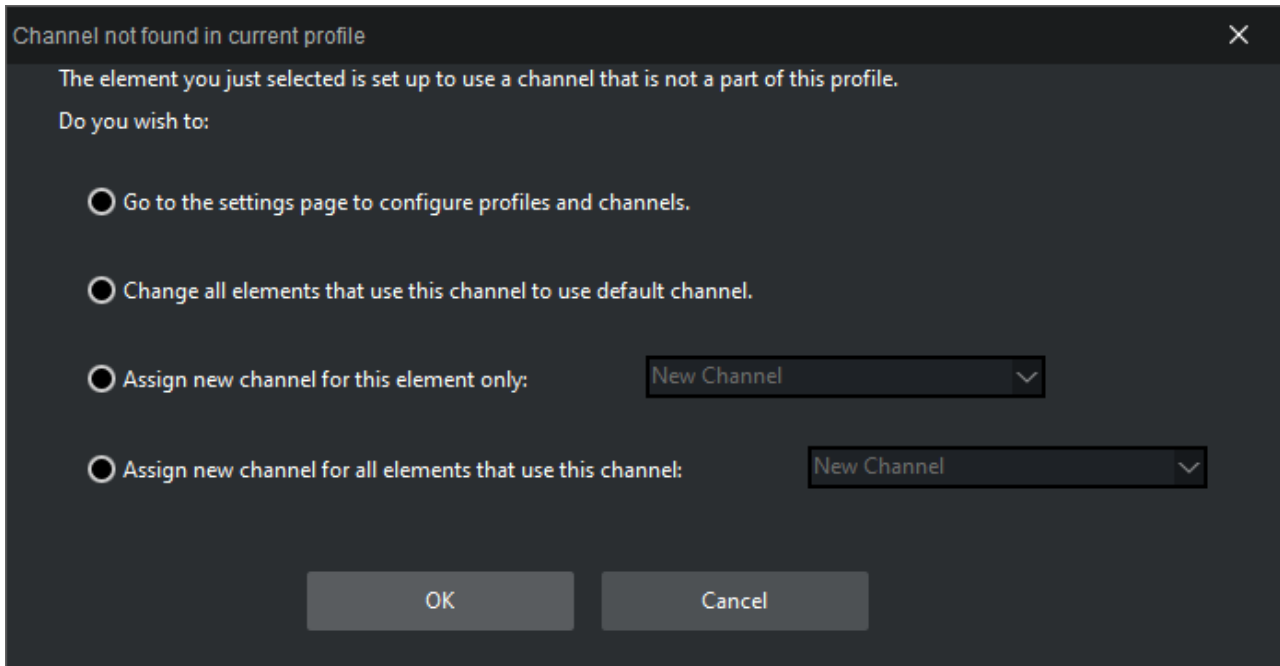 Channel not found in current profile
The element you just selected is set up to use a channel that is not a part of this profile.
Do you wish to:
Go to the settings page to configure profiles and channels.
Change all elements that use this channel to use default channel.
Assign new channel for this element only: New Channel
Assign new channel for all elements that use this channel: New Channel
OK Cancel